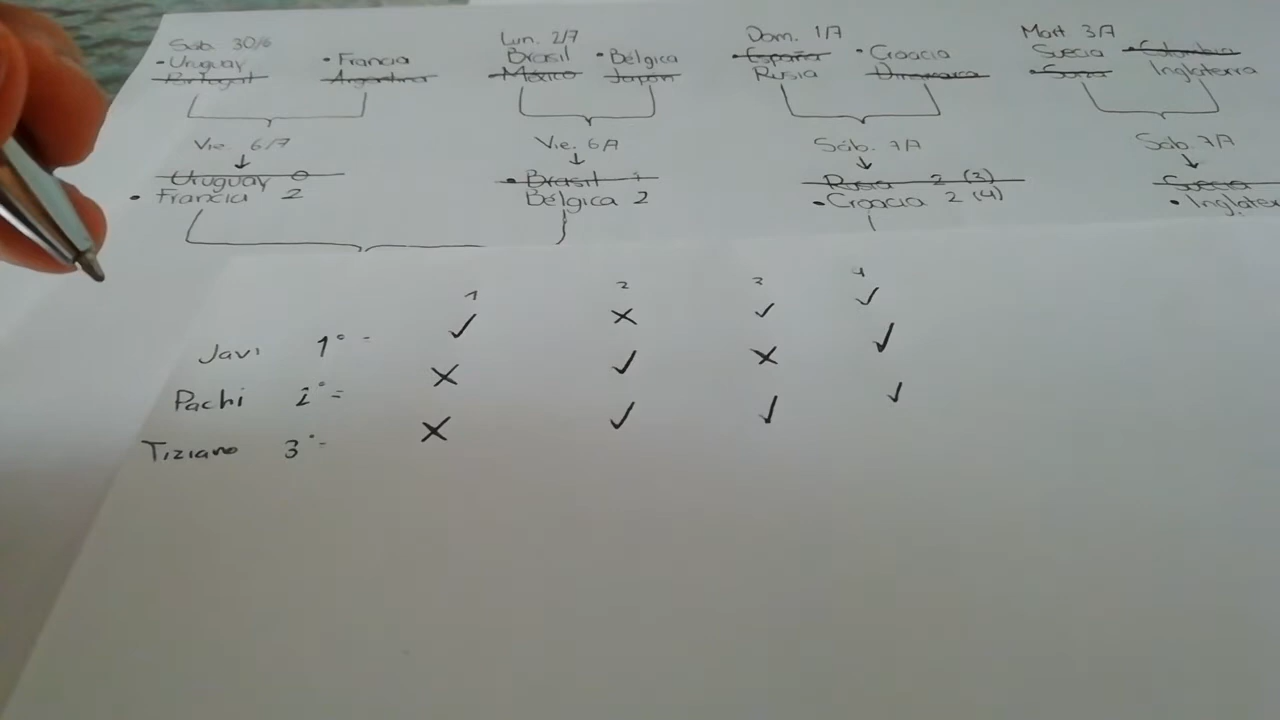 Sáb. 30/6
• Uruguay • Francia
Portugal Argentina
Lun. 2/7
Brasil • Bélgica
México Japón
Dom. 1/7
España • Croacia
Rusia Dinamarca
Mart 3/7
Suecia • Colombia
• Suiza Inglaterra
Vie. 6/7
Uruguay 0
• Francia 2
Vie. 6/7
• Brasil 1
Bélgica 2
Sáb. 7/7
Rusia 2 (3)
• Croacia 2 (4)
Sáb. 7/7
Suecia
• Inglater
1 2 3 4
Javi 1° - ✓ ✗ ✓ ✓
Pachi 2° = ✗ ✓ ✗ ✓
Tiziano 3° - ✗ ✓ ✓ ✓